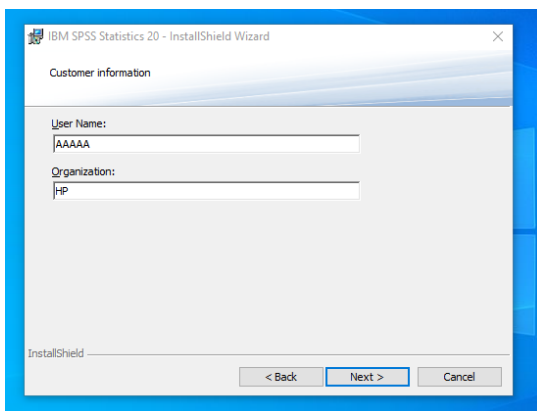 IBM SPSS Statistics 20 - InstallShield Wizard
Customer information
User Name:
AAAAA
Organization:
HP
InstallShield
< Back Next > Cancel